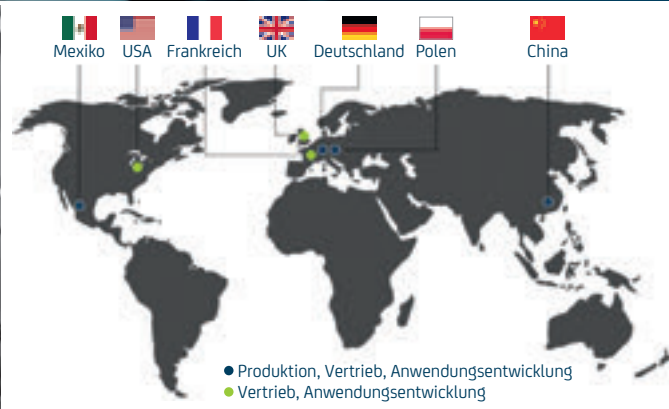 Mexiko USA Frankreich UK Deutschland Polen China
Produktion, Vertrieb, Anwendungsentwicklung
Vertrieb, Anwendungsentwicklung